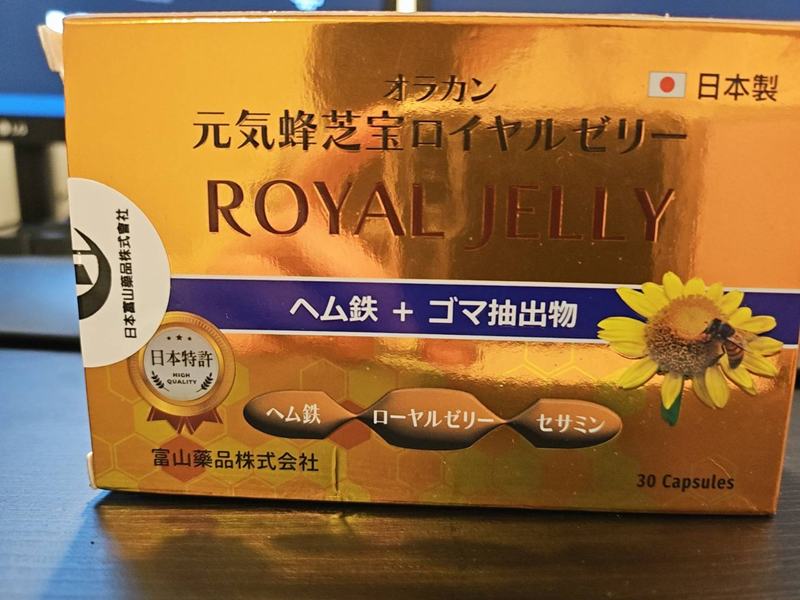 オラカン
日本製
元気蜂芝宝ロイヤルゼリー
ROYAL JELLY
日本富山藥品株式會社
ヘム鉄 + ゴマ抽出物
日本特許
HIGH
QUALITY
ヘム鉄 ローヤルゼリー セサミン
富山藥品株式会社
30 Capsules